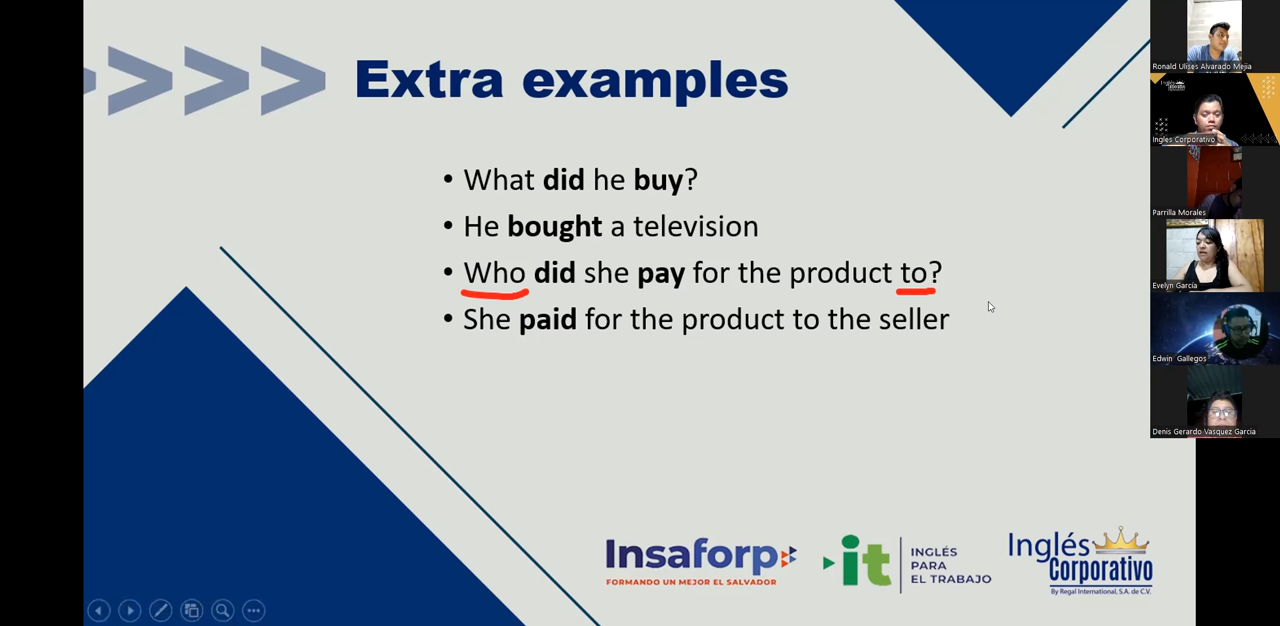 Extra examples
• What did he buy?
• He bought a television
• Who did she pay for the product to?
• She paid for the product to the seller
Insaforp
FORMANDO UN MEJOR EL SALVADOR
it
INGLÉS
PARA
EL TRABAJO
Inglés
Corporativo
By Regal International, S.A. de C.V.
Ronald Ulises Alvarado Mejia
Ingles Corporativo
Parrilla Morales
Evelyn Garcia
Edwin Gallegos
Denis Gerardo Vasquez Garcia